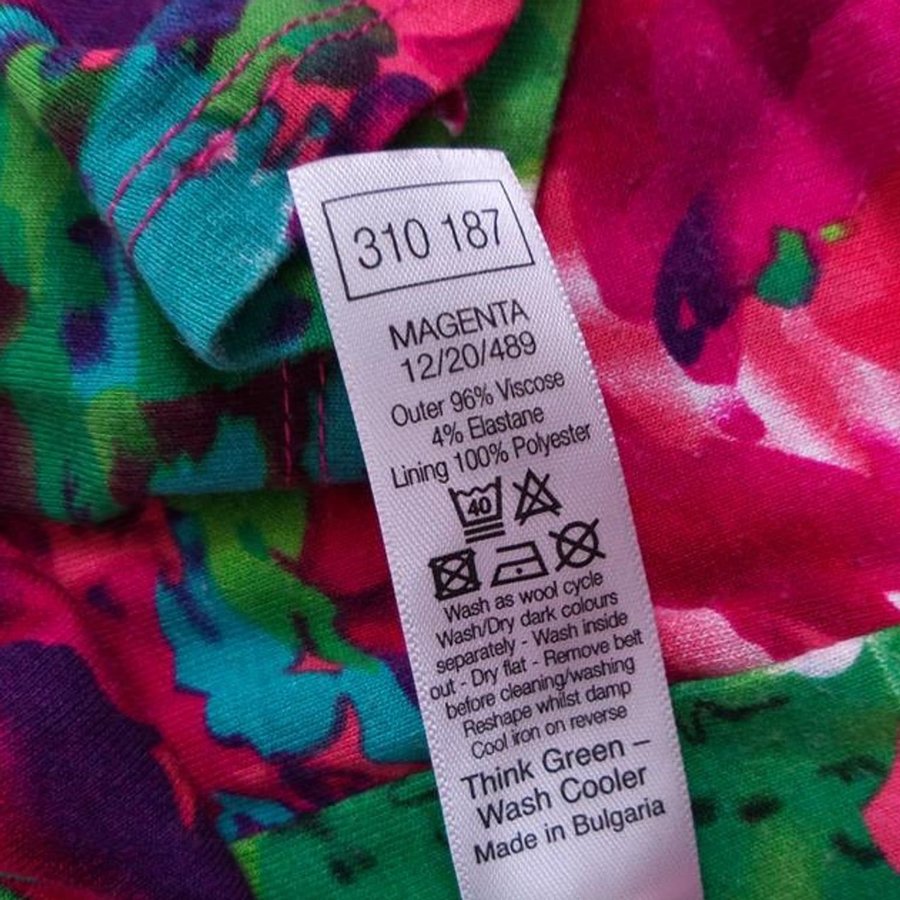 310 187
MAGENTA
12/20/489
Outer 96% Viscose
4% Elastane
Lining 100% Polyester
40
Wash as wool cycle
Wash/Dry dark colours
separately - Wash inside
out - Dry flat - Remove belt
before cleaning/washing
Reshape whilst damp
Cool iron on reverse
Think Green –
Wash Cooler
Made in Bulgaria